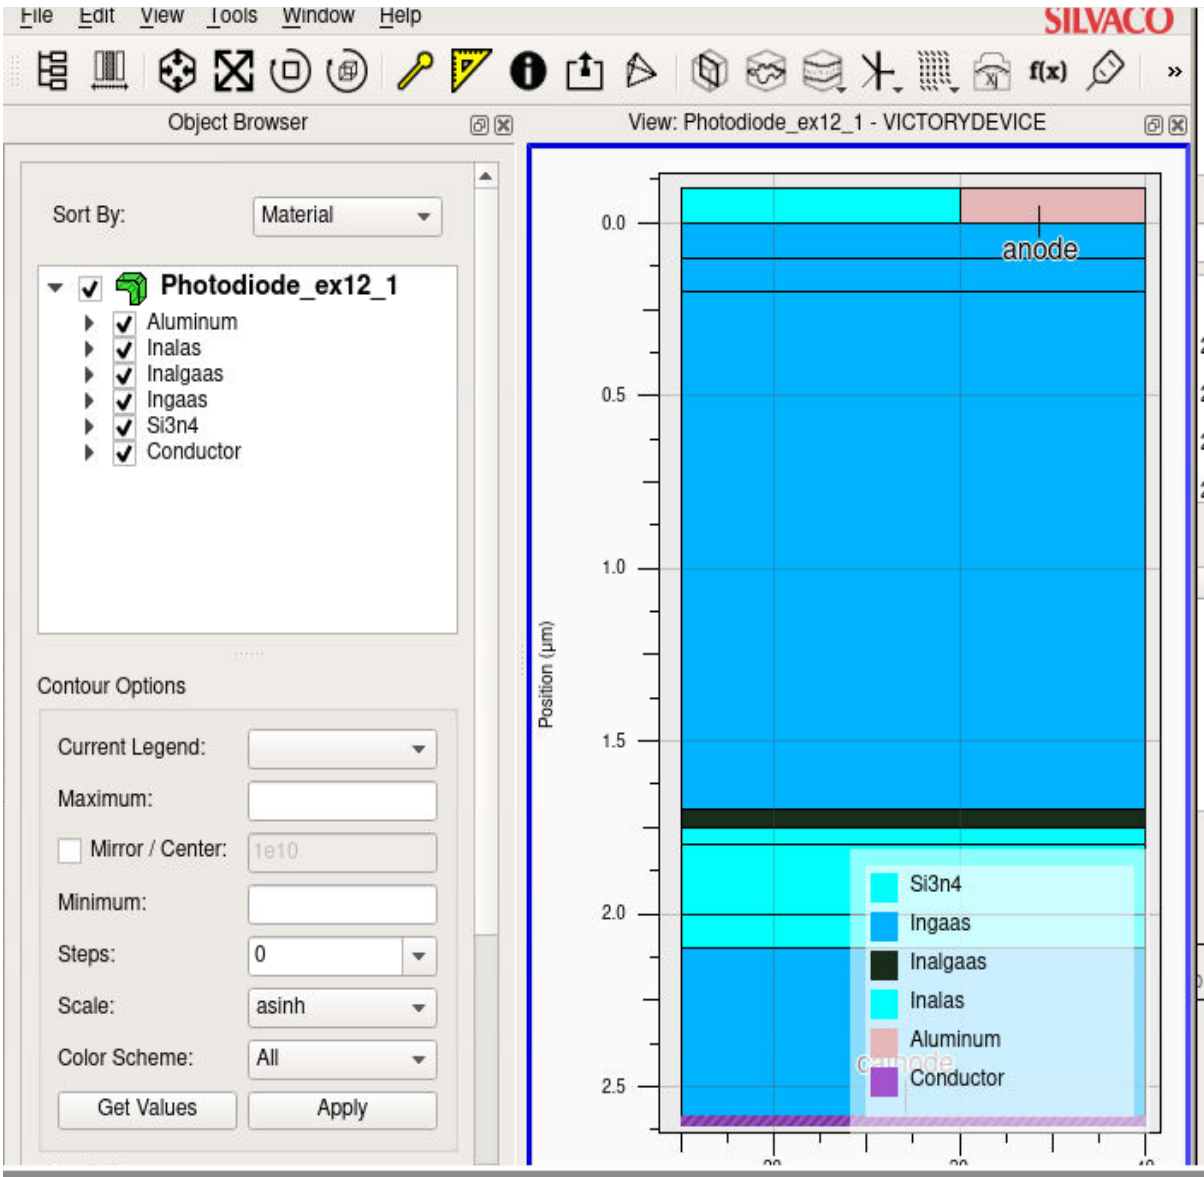 File Edit View Tools Window Help
SILVACO
f(x)
»
Object Browser
View: Photodiode_ex12_1 - VICTORYDEVICE
Sort By:
Material
Photodiode_ex12_1
Aluminum
Inalas
Inalgaas
Ingaas
Si3n4
Conductor
Contour Options
Current Legend:
Maximum:
Mirror / Center:
1e10
Minimum:
Steps:
0
Scale:
asinh
Color Scheme:
All
Get Values
Apply
Position (µm)
0.0
0.5
1.0
1.5
2.0
2.5
anode
Si3n4
Ingaas
Inalgaas
Inalas
Aluminum
cathode
Conductor